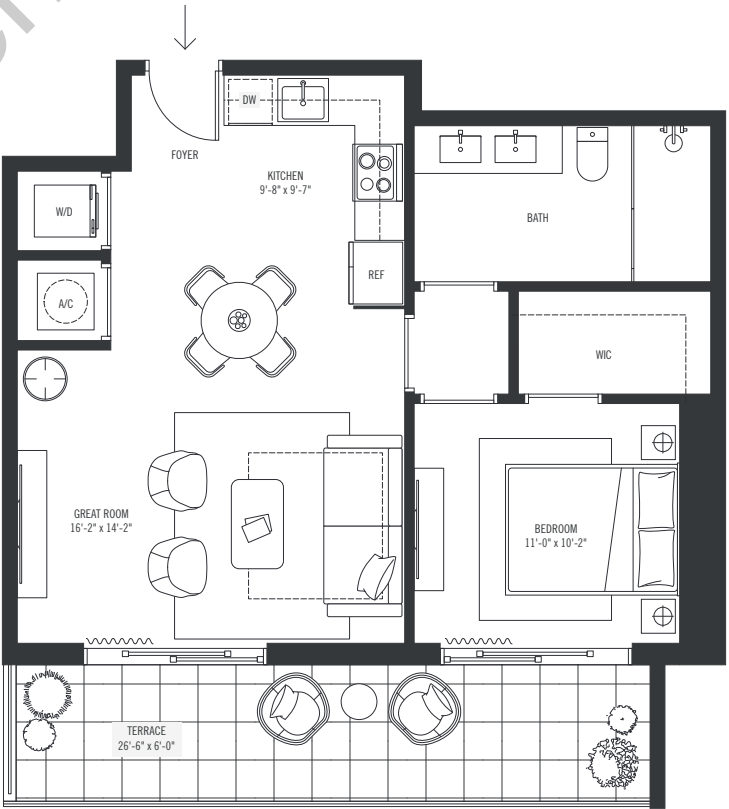 DW
FOYER
KITCHEN
9'-8" x 9'-7"
W/D
BATH
REF
A/C
WIC
GREAT ROOM
16'-2" x 14'-2"
BEDROOM
11'-0" x 10'-2"
TERRACE
26'-6" x 6'-0"